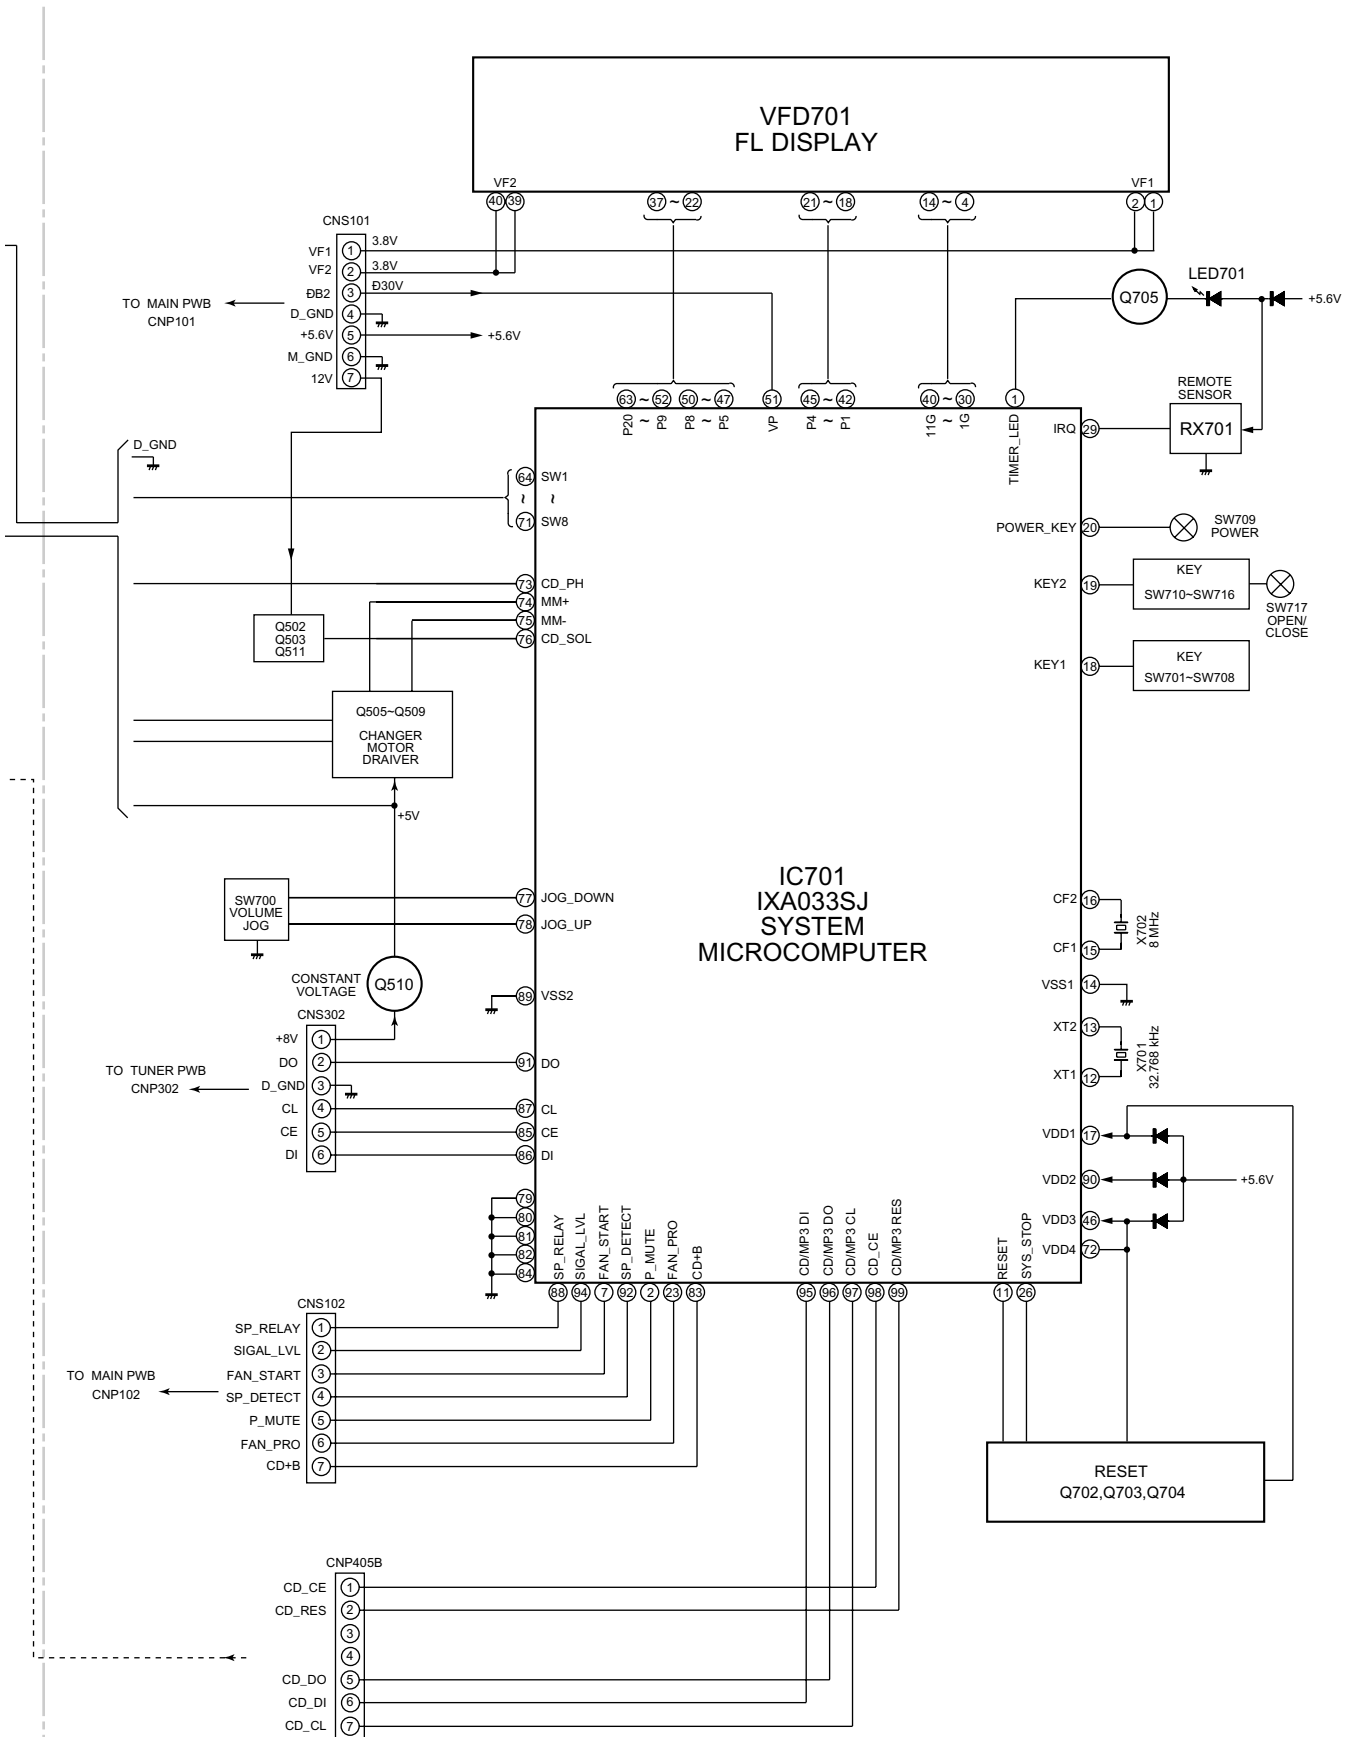 VFD701
FL DISPLAY
VF2
VF1
40 39
37 ~ 22
21 ~ 18
14 ~ 4
2 1
CNS101
VF1 1 3.8V
VF2 2 3.8V
ÐB2 3 Ð30V
D_GND 4
+5.6V 5 +5.6V
M_GND 6
12V 7
TO MAIN PWB
CNP101
LED701
Q705
+5.6V
REMOTE
SENSOR
RX701
63 ~ 52 50 ~ 47
P20 ~ P9 P8 ~ P5
51
VP
45 ~ 42
P4 ~ P1
40 ~ 30
11G ~ 1G
1
TIMER_LED
IRQ 29
D_GND
64 SW1
~ ~
71 SW8
POWER_KEY 20
SW709
POWER
73 CD_PH
74 MM+
75 MM-
76 CD_SOL
KEY2 19
KEY
SW710~SW716
SW717
OPEN/
CLOSE
Q502
Q503
Q511
KEY1 18
KEY
SW701~SW708
Q505~Q509
CHANGER
MOTOR
DRAIVER
+5V
IC701
IXA033SJ
SYSTEM
MICROCOMPUTER
SW700
VOLUME
JOG
77 JOG_DOWN
78 JOG_UP
CF2 16
CF1 15
X702
8 MHz
CONSTANT
VOLTAGE
Q510
89 VSS2
VSS1 14
CNS302
+8V 1
DO 2
D_GND 3
CL 4
CE 5
DI 6
TO TUNER PWB
CNP302
91 DO
87 CL
85 CE
86 DI
XT2 13
XT1 12
X701
32.768 kHz
VDD1 17
VDD2 90
VDD3 46
VDD4 72
+5.6V
79
80
81
82
84
SP_RELAY
SIGAL_LVL
FAN_START
SP_DETECT
P_MUTE
FAN_PRO
CD+B
CD/MP3 DI
CD/MP3 DO
CD/MP3 CL
CD_CE
CD/MP3 RES
RESET
SYS_STOP
88 94 7 92 2 23 83
95 96 97 98 99
11 26
CNS102
SP_RELAY 1
SIGAL_LVL 2
FAN_START 3
SP_DETECT 4
P_MUTE 5
FAN_PRO 6
CD+B 7
TO MAIN PWB
CNP102
RESET
Q702,Q703,Q704
CNP405B
CD_CE 1
CD_RES 2
3
4
CD_DO 5
CD_DI 6
CD_CL 7